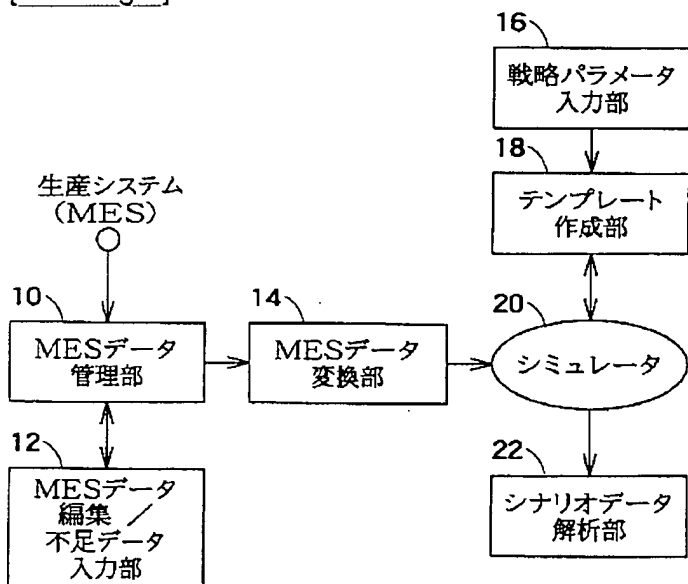 16
戦略パラメータ
入力部
18
テンプレート
作成部
生産システム
(MES)
10
MESデータ
管理部
14
MESデータ
変換部
20
シミュレータ
12
MESデータ
編集/
不足データ
入力部
22
シナリオデータ
解析部